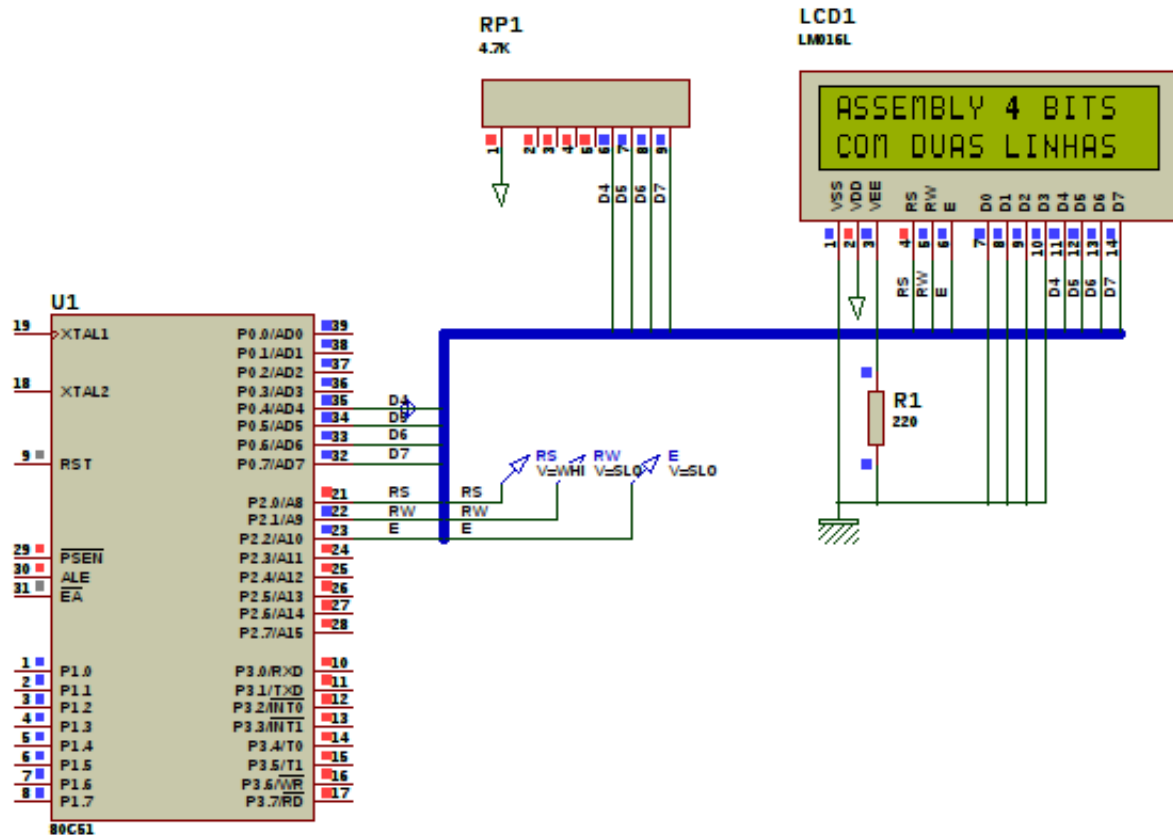 RP1
4.7K
1 2 3 4 5 6 7 8 9
D4 D5 D6 D7
LCD1
LM016L
ASSEMBLY 4 BITS
COM DUAS LINHAS
VSS VDD VEE RS RW E D0 D1 D2 D3 D4 D5 D6 D7
1 2 3 4 5 6 7 8 9 10 11 12 13 14
RS RW E D4 D5 D6 D7
R1
220
U1
19 XTAL1
18 XTAL2
9 RST
29 PSEN
30 ALE
31 EA
1 P1.0
2 P1.1
3 P1.2
4 P1.3
5 P1.4
6 P1.5
7 P1.6
8 P1.7
P0.0/AD0 39
P0.1/AD1 38
P0.2/AD2 37
P0.3/AD3 36
P0.4/AD4 35 D4
P0.5/AD5 34 D5
P0.6/AD6 33 D6
P0.7/AD7 32 D7
P2.0/A8 21 RS RS
P2.1/A9 22 RW RW
P2.2/A10 23 E E
P2.3/A11 24
P2.4/A12 25
P2.5/A13 26
P2.6/A14 27
P2.7/A15 28
P3.0/RXD 10
P3.1/TXD 11
P3.2/INT0 12
P3.3/INT1 13
P3.4/T0 14
P3.5/T1 15
P3.6/WR 16
P3.7/RD 17
80C51
RS RW E
V=WHI V=SLO V=SLO